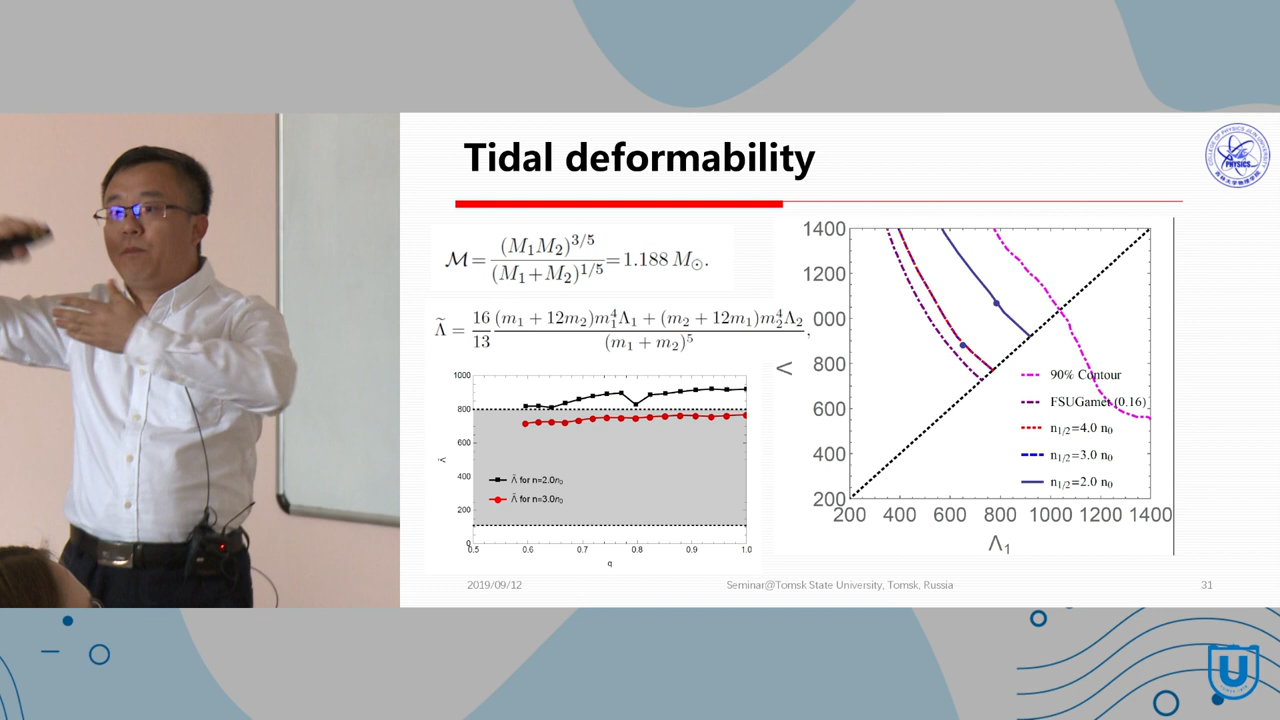 Tidal deformability
PHYSICS
M = (M₁M₂)^{3/5} / (M₁+M₂)^{1/5} = 1.188 M⊙.
Λ̃ = 16/13 (m₁ + 12m₂)m₁⁴Λ₁ + (m₂ + 12m₁)m₂⁴Λ₂ / (m₁ + m₂)⁵ ,
1000
800
600
400
200
0
Λ̃
Λ̃ for n=2.0n₀
Λ̃ for n=3.0n₀
0.5 0.6 0.7 0.8 0.9 1.0
q
1400
1200
000
800
600
400
200
Λ
90% Contour
FSUGarnet (0.16)
n₁/₂=4.0 n₀
n₁/₂=3.0 n₀
n₁/₂=2.0 n₀
200 400 600 800 1000 1200 1400
Λ₁
2019/09/12
Seminar@Tomsk State University, Tomsk, Russia
31